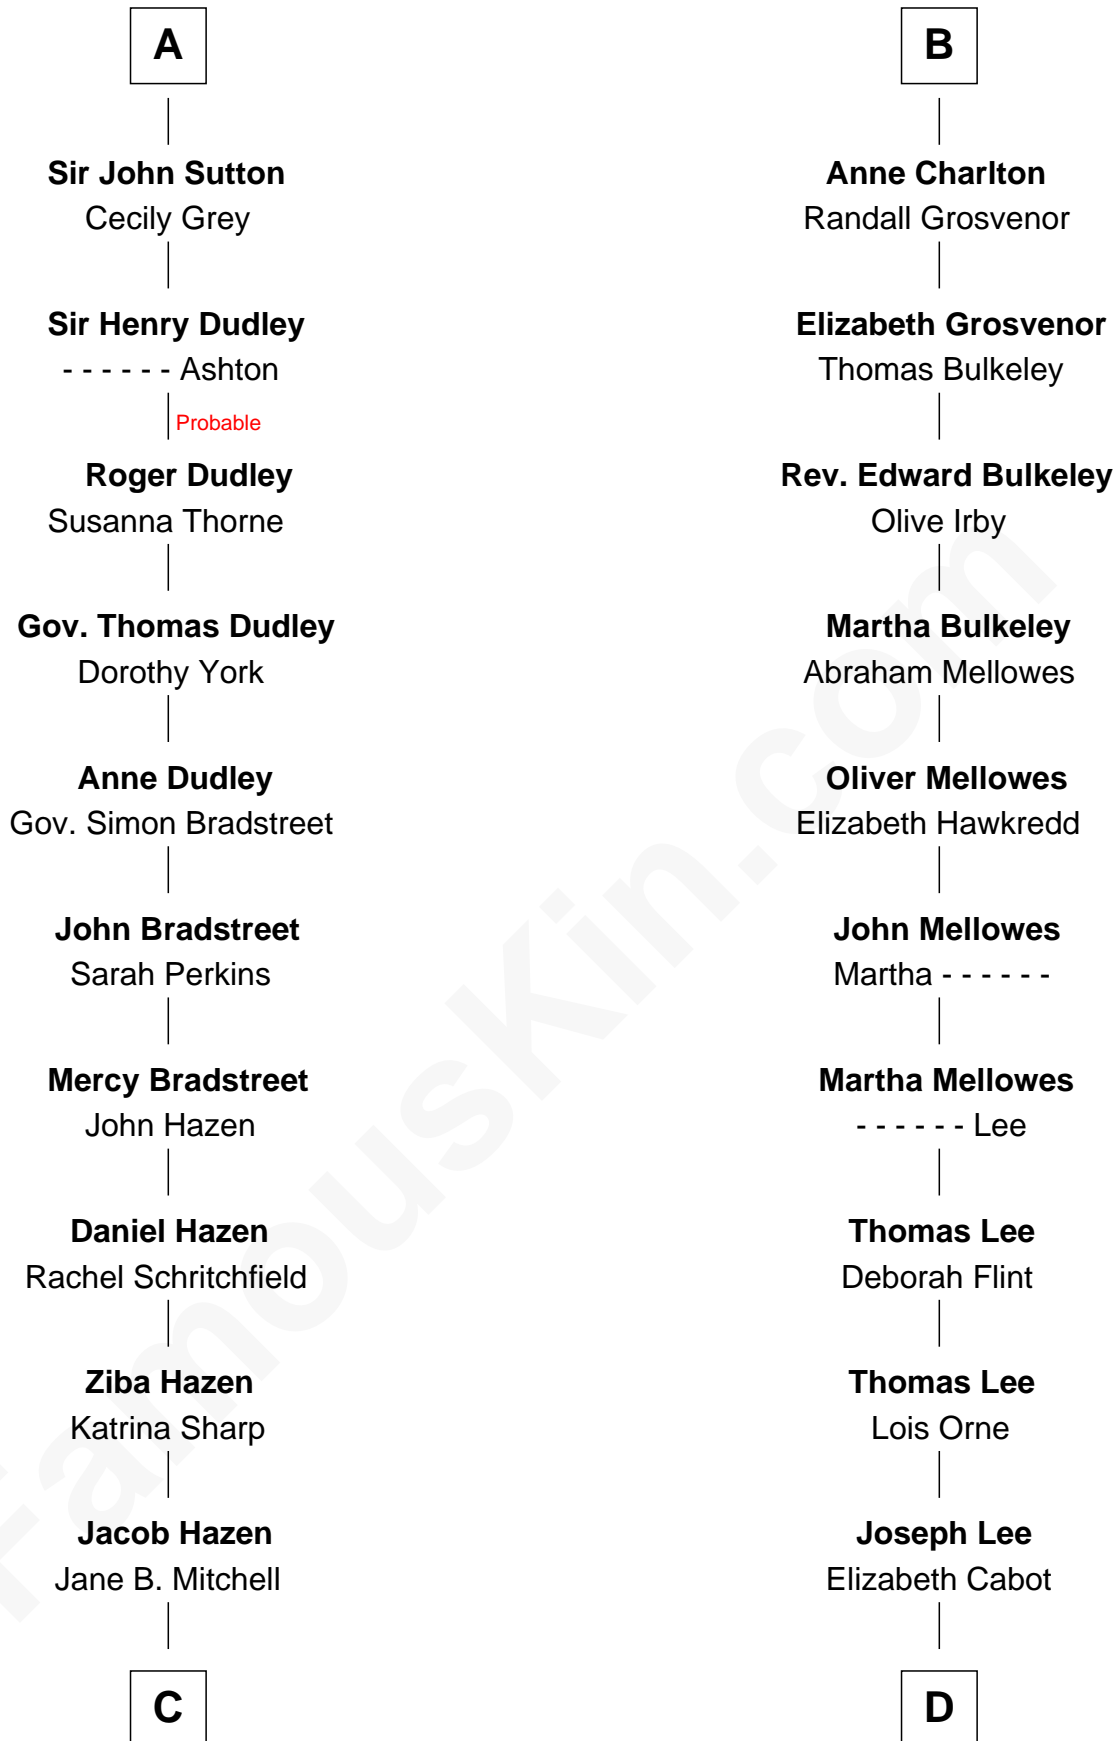 A
Sir John Sutton
Cecily Grey
Sir Henry Dudley
- - - - - - Ashton
Probable
Roger Dudley
Susanna Thorne
Gov. Thomas Dudley
Dorothy York
Anne Dudley
Gov. Simon Bradstreet
John Bradstreet
Sarah Perkins
Mercy Bradstreet
John Hazen
Daniel Hazen
Rachel Schritchfield
Ziba Hazen
Katrina Sharp
Jacob Hazen
Jane B. Mitchell
C
B
Anne Charlton
Randall Grosvenor
Elizabeth Grosvenor
Thomas Bulkeley
Rev. Edward Bulkeley
Olive Irby
Martha Bulkeley
Abraham Mellowes
Oliver Mellowes
Elizabeth Hawkredd
John Mellowes
Martha - - - - - -
Martha Mellowes
- - - - - - Lee
Thomas Lee
Deborah Flint
Thomas Lee
Lois Orne
Joseph Lee
Elizabeth Cabot
D
FamousKin.com